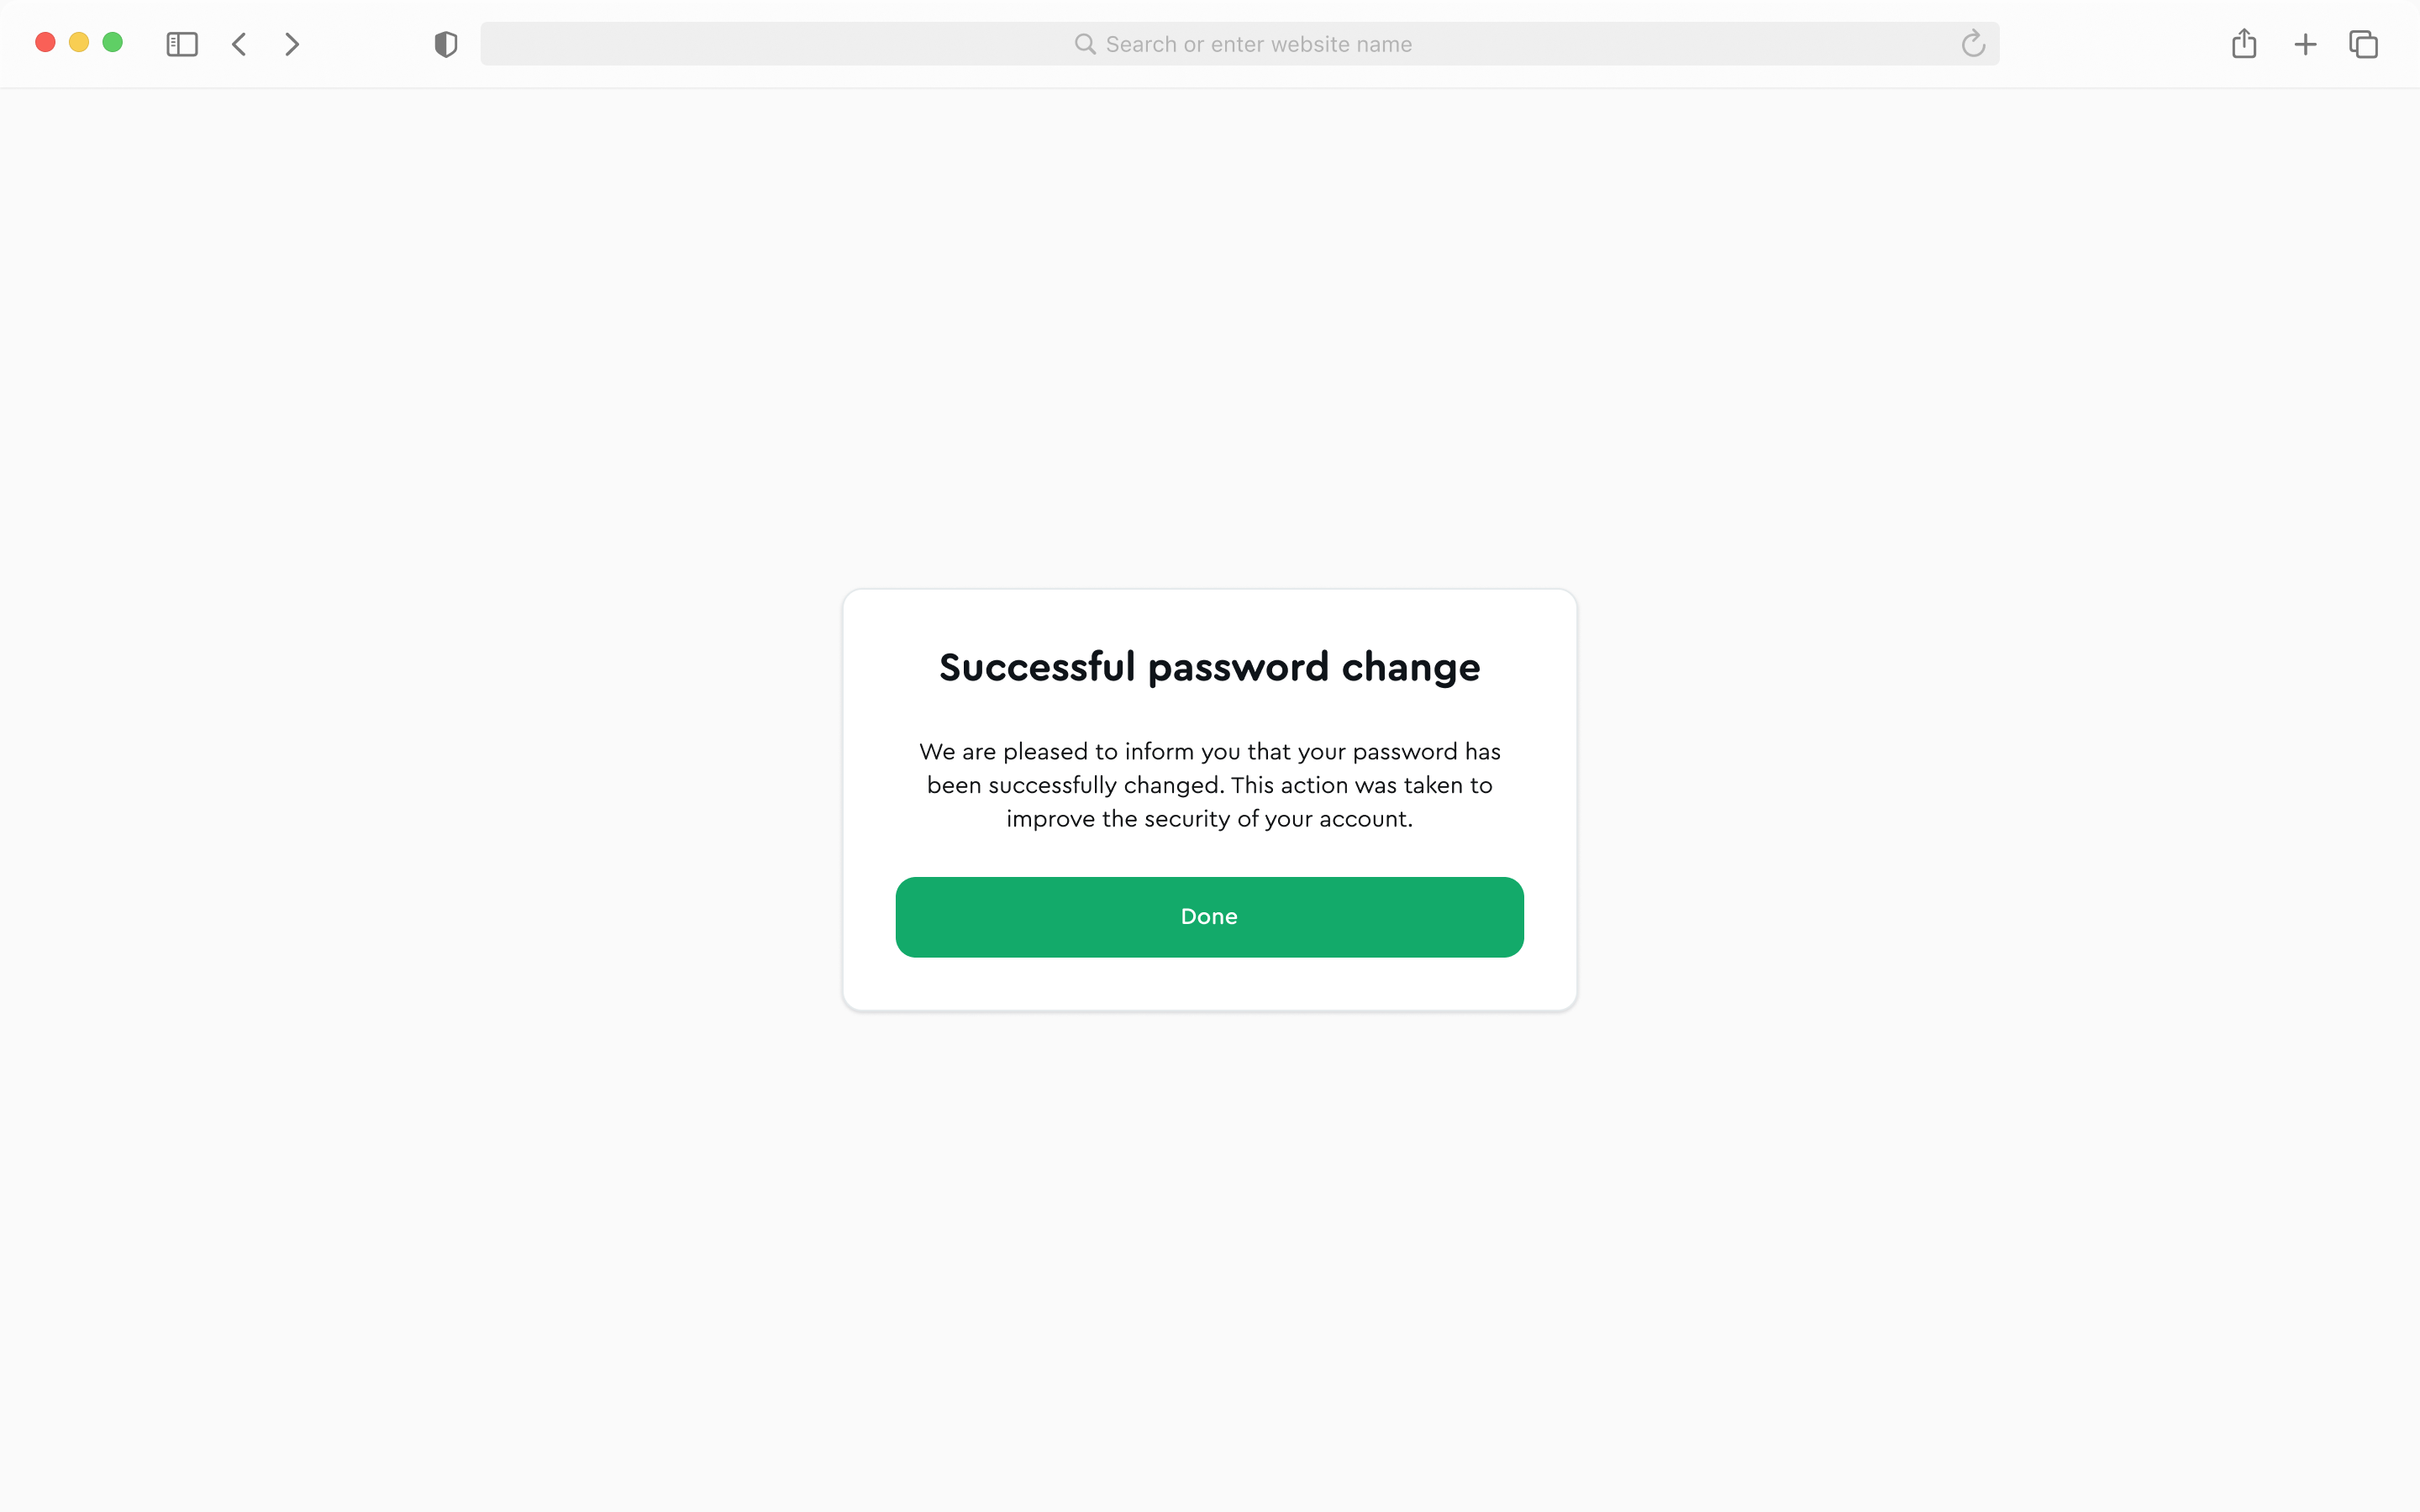 Search or enter website name
Successful password change
We are pleased to inform you that your password has
been successfully changed. This action was taken to
improve the security of your account.
Done